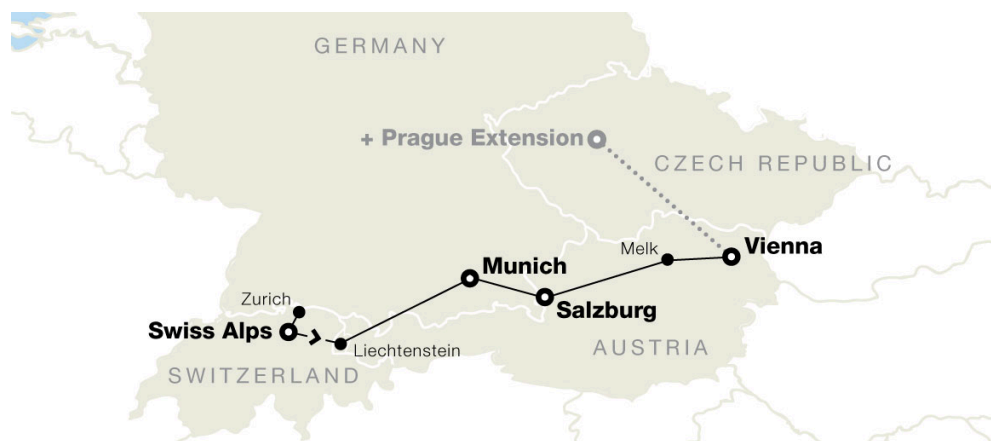 GERMANY
+ Prague Extension
CZECH REPUBLIC
Melk
Vienna
Munich
Salzburg
Zurich
Swiss Alps
Liechtenstein
AUSTRIA
SWITZERLAND